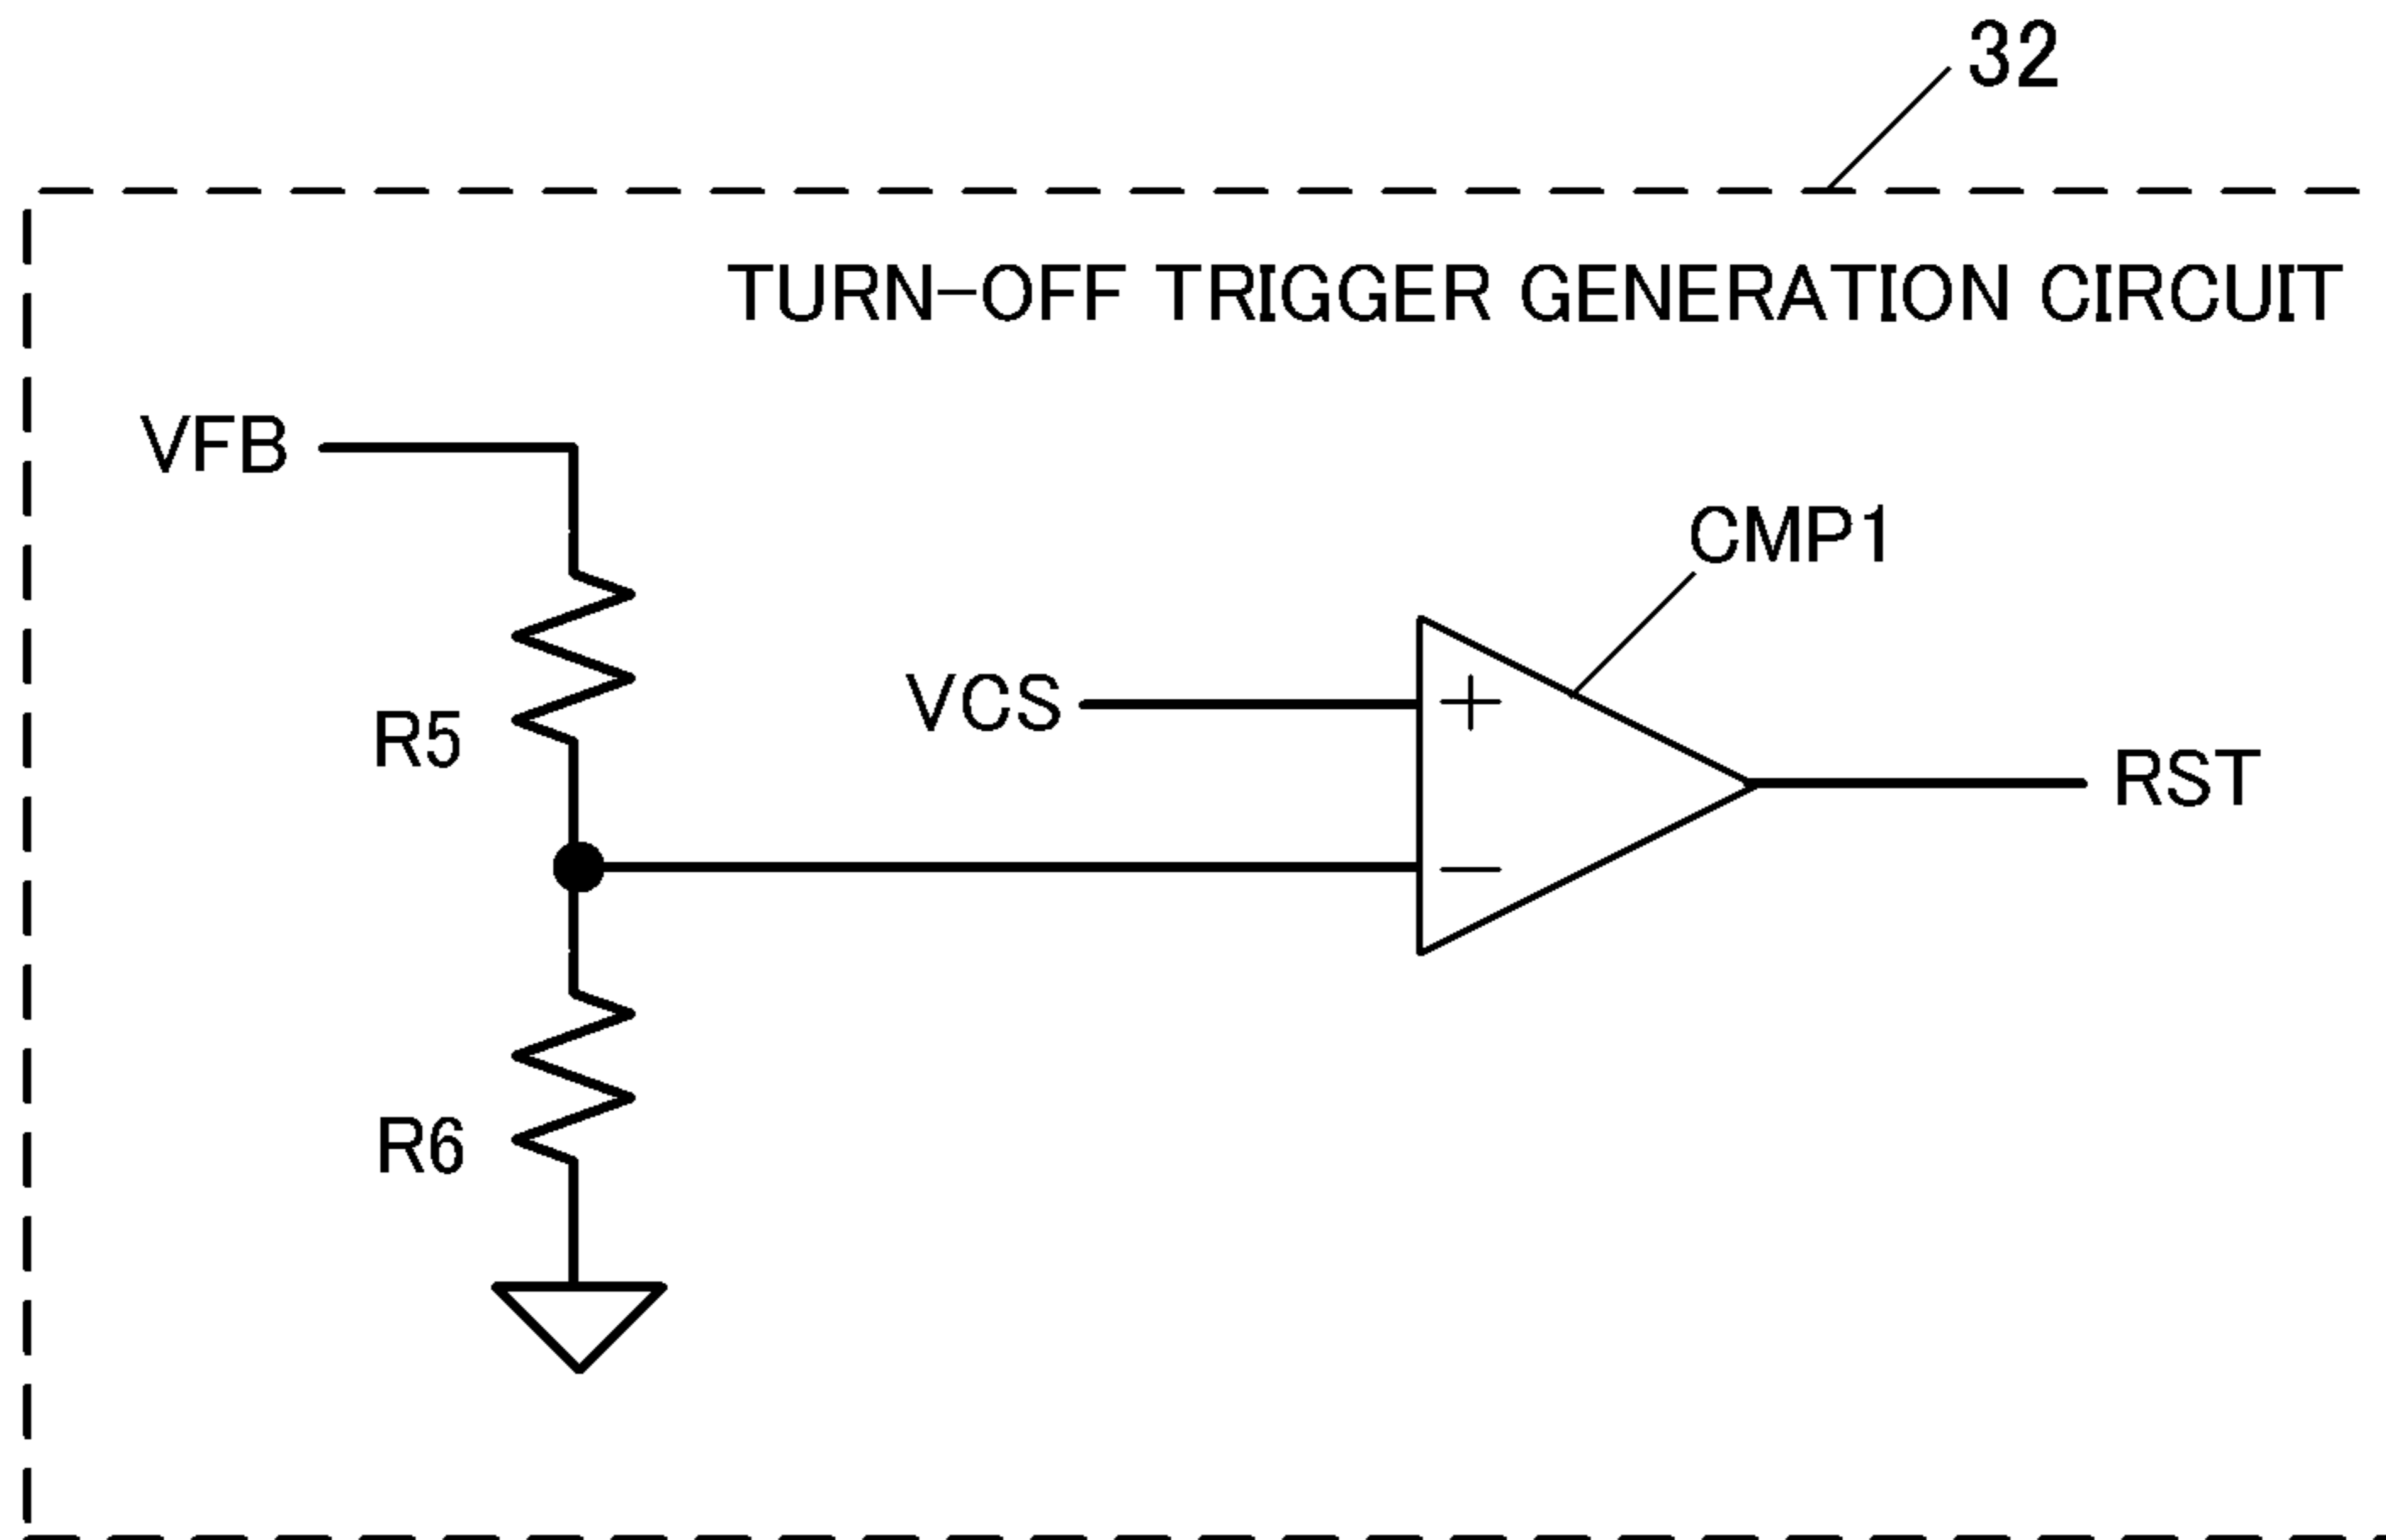 32
TURN-OFF TRIGGER GENERATION CIRCUIT
VFB
CMP1
VCS
+
R5
RST
−
R6